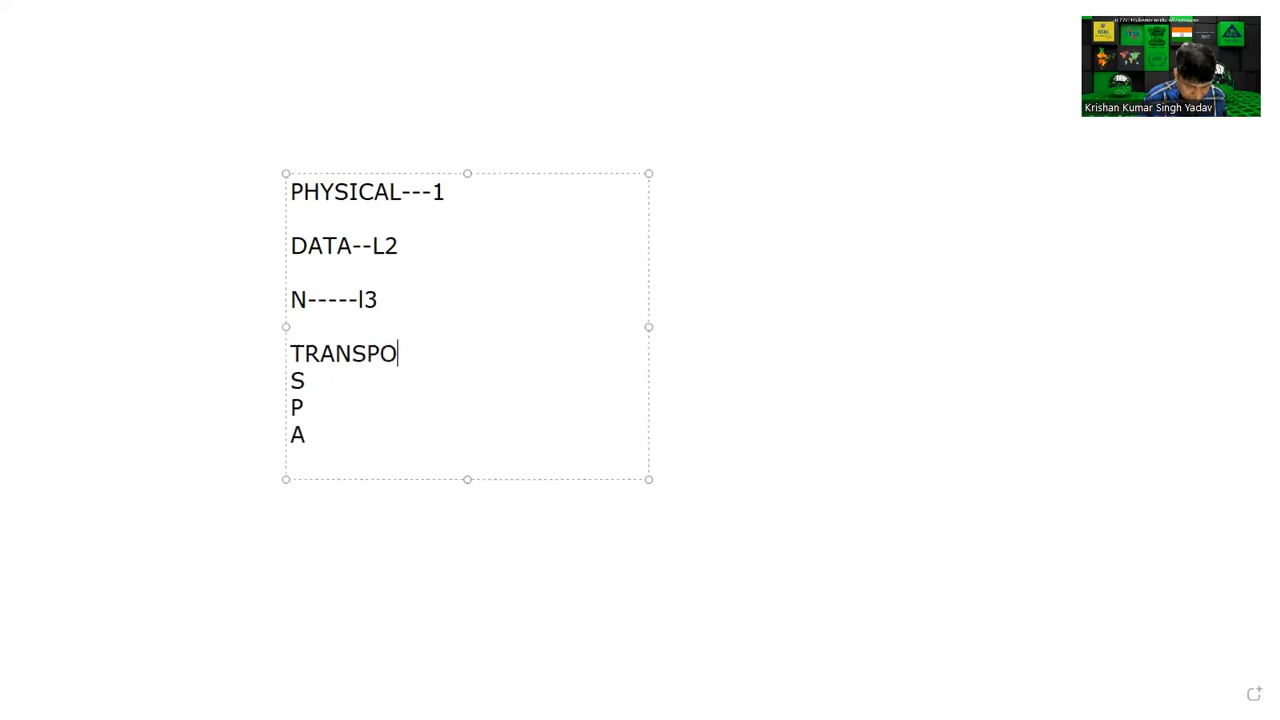 PHYSICAL---1
DATA--L2
N-----l3
TRANSPO
S
P
A
Krishan Kumar Singh Yadav